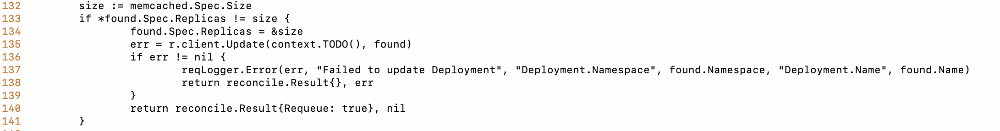 132 size := memcached.Spec.Size
133 if *found.Spec.Replicas != size {
134 found.Spec.Replicas = &size
135 err = r.client.Update(context.TODO(), found)
136 if err != nil {
137 reqLogger.Error(err, "Failed to update Deployment", "Deployment.Namespace", found.Namespace, "Deployment.Name", found.Name)
138 return reconcile.Result{}, err
139 }
140 return reconcile.Result{Requeue: true}, nil
141 }